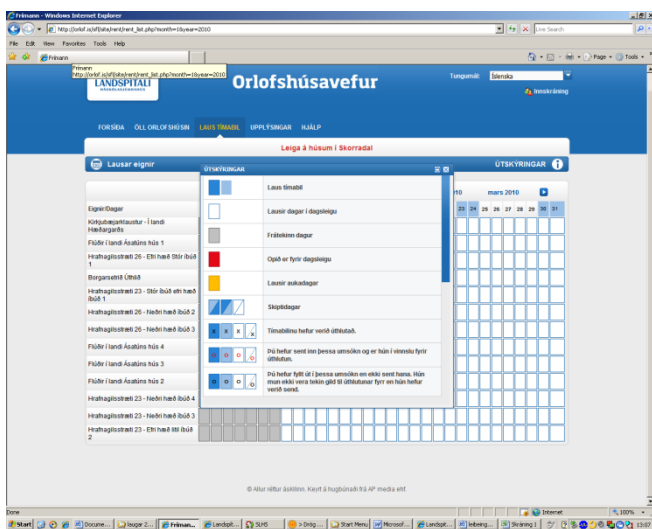 Frímann - Windows Internet Explorer
http://orlof.is/slf/site/rent/rent_list.php?month=1&year=2010
Live Search
File Edit View Favorites Tools Help
Frímann
Page Tools
Frímann
http://orlof.is/slf/site/rent/rent_list.php?month=1&year=2010
LANDSPÍTALI
HÁSKÓLASJÚKRAHÚS
Orlofshúsavefur
Tungumál: Íslenska
Innskráning
FORSÍÐA ÖLL ORLOFSHÚSIN LAUS TÍMABIL UPPLÝSINGAR HJÁLP
Leiga á húsum í Skorradal
Lausar eignir
ÚTSKÝRINGAR
ÚTSKÝRINGAR
Laust tímabil
mars 2010
Lausir dagar í dagsleigu
Eignir/Dagar
23 24 25 26 27 28 29 30 31
Kirkjubæjarklaustur - Í landi
Hæðargarðs
Frátekinn dagur
Flúðir í landi Ásatúns hús 1
Hrafnagilsstræti 26 - Efri hæð Stór íbúð
1
Opið er fyrir dagsleigu
Borgarsetrið Úthlíð
Lausir aukadagar
Hrafnagilsstræti 23 - Stór íbúð efri hæð
íbúð 1
Skiptidagar
Hrafnagilsstræti 26 - Neðri hæð íbúð 2
Hrafnagilsstræti 26 - Neðri hæð íbúð 3
x x x x
Tímabilinu hefur verið úthlutað.
Flúðir í landi Ásatúns hús 4
o o o o
Þú hefur sent inn þessa umsókn og er hún í vinnslu fyrir
úthlutun.
Flúðir í landi Ásatúns hús 3
Flúðir í landi Ásatúns hús 2
o o o o
Þú hefur fyllt út í þessa umsókn en ekki sent hana. Hún
mun ekki vera tekin gild til úthlutunar fyrr en hún hefur
verið send.
Hrafnagilsstræti 23 - Neðri hæð íbúð 4
Hrafnagilsstræti 23 - Neðri hæð íbúð 3
Hrafnagilsstræti 23 - Efri hæð lítil íbúð
2
© Allur réttur áskilinn. Keyrt á hugbúnaði frá AP media ehf.
Done
Internet
100%
Start
Docume...
laugar 2...
Fríman...
Landspít...
SLHS
> Drög ...
Start Menu
Microsof...
Landspít...
leibeinig...
Skráning 1
13:07